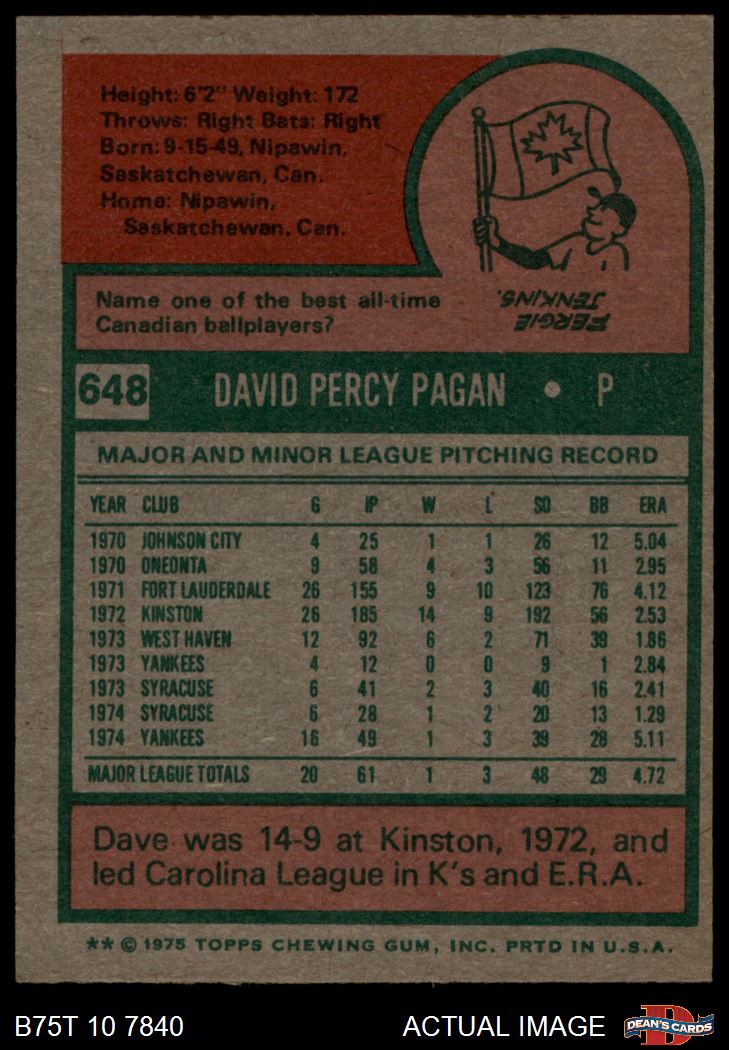 Height: 6'2" Weight: 172
Throws: Right Bats: Right
Born: 9-15-49, Nipawin,
Saskatchewan, Can.
Home: Nipawin,
Saskatchewan, Can.
Name one of the best all-time
Canadian ballplayers?
FERGIE
JENKINS.
648 DAVID PERCY PAGAN • P
MAJOR AND MINOR LEAGUE PITCHING RECORD
YEAR CLUB G IP W L SO BB ERA
1970 JOHNSON CITY 4 25 1 1 26 12 5.04
1970 ONEONTA 9 58 4 3 56 11 2.95
1971 FORT LAUDERDALE 26 155 9 10 123 76 4.12
1972 KINSTON 26 185 14 9 192 56 2.53
1973 WEST HAVEN 12 92 6 2 71 39 1.86
1973 YANKEES 4 12 0 0 9 1 2.84
1973 SYRACUSE 6 41 2 3 40 16 2.41
1974 SYRACUSE 6 28 1 2 20 13 1.29
1974 YANKEES 16 49 1 3 39 28 5.11
MAJOR LEAGUE TOTALS 20 61 1 3 48 29 4.72
Dave was 14-9 at Kinston, 1972, and
led Carolina League in K's and E.R.A.
** © 1975 TOPPS CHEWING GUM, INC. PRTD IN U.S.A.
B75T 10 7840 ACTUAL IMAGE D DEAN'S CARDS